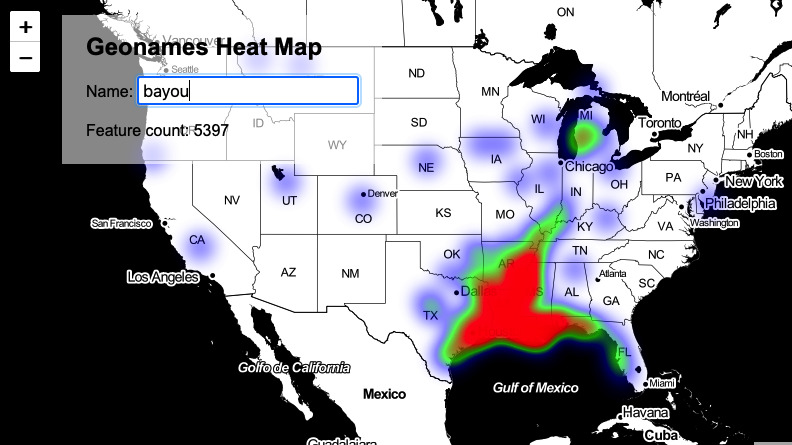 +
−
Geonames Heat Map
Name: bayou
Feature count: 5397
Vancouver
Seattle
ON
ND
MN
Montréal
SD
WI
MI
Toronto
ID
WY
NH
NY
Boston
IA
Chicago
NE
PA
New York
NV
UT
Denver
CO
IL
IN
OH
Philadelphia
KS
MO
San Francisco
KY
VA
Washington
CA
OK
TN
NC
AR
Los Angeles
AZ
NM
Atlanta
SC
AL
GA
TX
FL
Golfo de California
Mexico
Gulf of Mexico
Miami
Havana
Cuba
Guadalajara